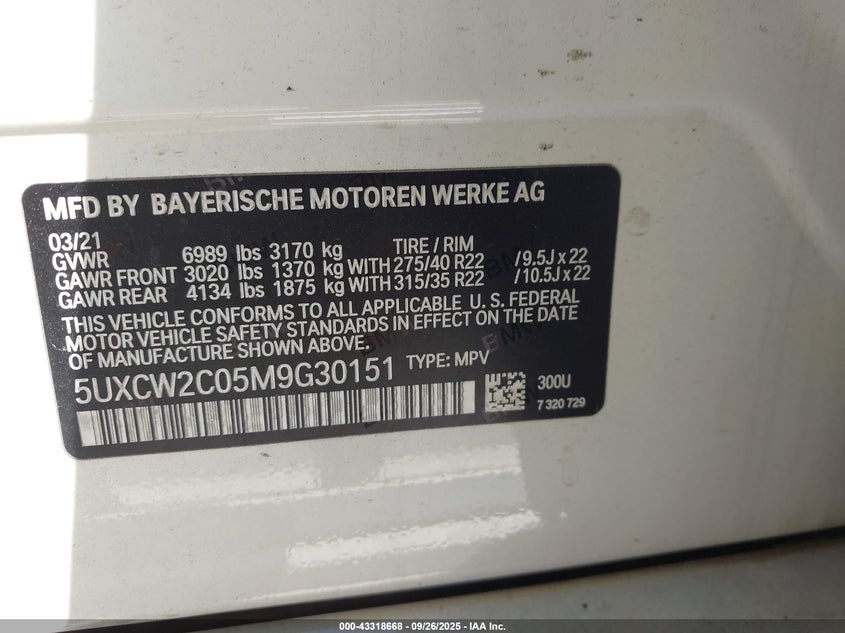 MFD BY BAYERISCHE MOTOREN WERKE AG
03/21
GVWR 6989 lbs 3170 kg TIRE / RIM
GAWR FRONT 3020 lbs 1370 kg WITH 275/40 R22 /9.5J x 22
GAWR REAR 4134 lbs 1875 kg WITH 315/35 R22 /10.5J x 22
THIS VEHICLE CONFORMS TO ALL APPLICABLE U. S. FEDERAL
MOTOR VEHICLE SAFETY STANDARDS IN EFFECT ON THE DATE
OF MANUFACTURE SHOWN ABOVE.
5UXCW2C05M9G30151 TYPE: MPV
300U
7 320 729
000-43318668 - 09/26/2025 - IAA Inc.